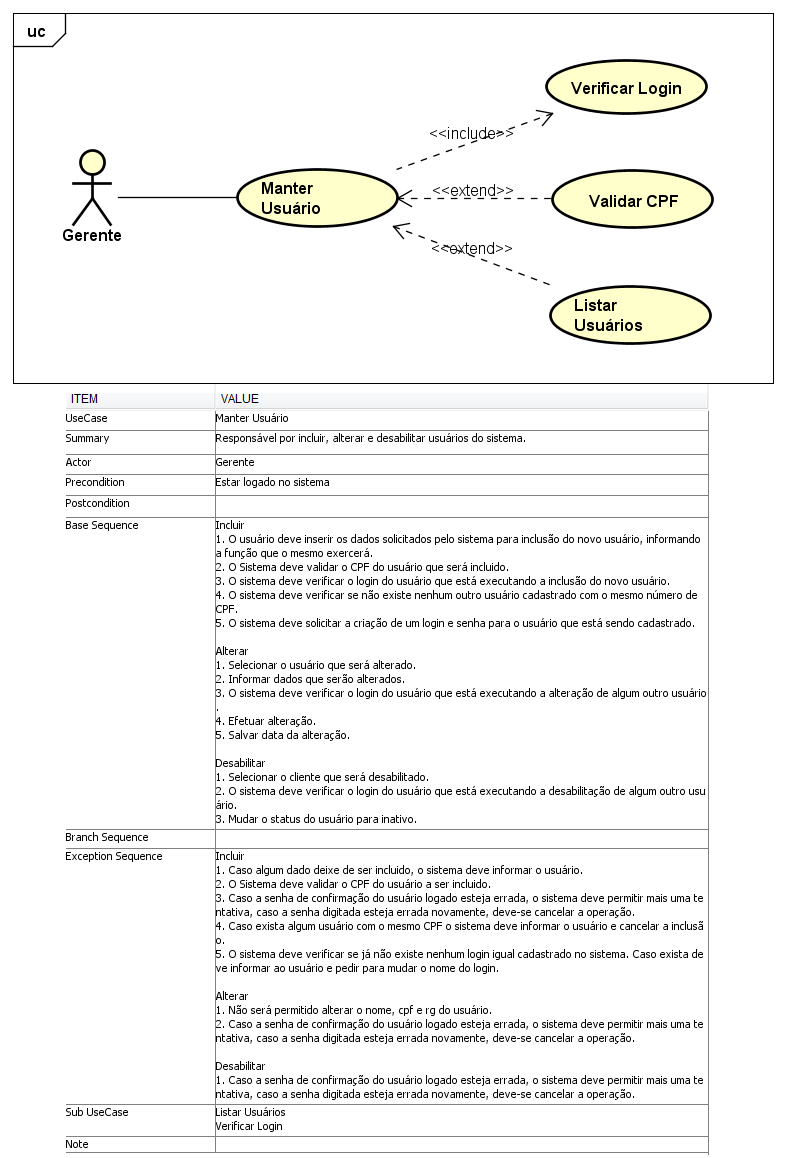 uc
Verificar Login
<<include>>
Manter
Usuário
<<extend>>
Validar CPF
Gerente
<<extend>>
Listar
Usuários
ITEM VALUE
UseCase Manter Usuário
Summary Responsável por incluir, alterar e desabilitar usuários do sistema.
Actor Gerente
Precondition Estar logado no sistema
Postcondition
Base Sequence Incluir
1. O usuário deve inserir os dados solicitados pelo sistema para inclusão do novo usuário, informando
a função que o mesmo exercerá.
2. O Sistema deve validar o CPF do usuário que será incluido.
3. O sistema deve verificar o login do usuário que está executando a inclusão do novo usuário.
4. O sistema deve verificar se não existe nenhum outro usuário cadastrado com o mesmo número de
CPF.
5. O sistema deve solicitar a criação de um login e senha para o usuário que está sendo cadastrado.
Alterar
1. Selecionar o usuário que será alterado.
2. Informar dados que serão alterados.
3. O sistema deve verificar o login do usuário que está executando a alteração de algum outro usuário
.
4. Efetuar alteração.
5. Salvar data da alteração.
Desabilitar
1. Selecionar o cliente que será desabilitado.
2. O sistema deve verificar o login do usuário que está executando a desabilitação de algum outro usu
ário.
3. Mudar o status do usuário para inativo.
Branch Sequence
Exception Sequence Incluir
1. Caso algum dado deixe de ser incluido, o sistema deve informar o usuário.
2. O Sistema deve validar o CPF do usuário a ser incluido.
3. Caso a senha de confirmação do usuário logado esteja errada, o sistema deve permitir mais uma te
ntativa, caso a senha digitada esteja errada novamente, deve-se cancelar a operação.
4. Caso exista algum usuário com o mesmo CPF o sistema deve informar o usuário e cancelar a inclusã
o.
5. O sistema deve verificar se já não existe nenhum login igual cadastrado no sistema. Caso exista de
ve informar ao usuário e pedir para mudar o nome do login.
Alterar
1. Não será permitido alterar o nome, cpf e rg do usuário.
2. Caso a senha de confirmação do usuário logado esteja errada, o sistema deve permitir mais uma te
ntativa, caso a senha digitada esteja errada novamente, deve-se cancelar a operação.
Desabilitar
1. Caso a senha de confirmação do usuário logado esteja errada, o sistema deve permitir mais uma te
ntativa, caso a senha digitada esteja errada novamente, deve-se cancelar a operação.
Sub UseCase Listar Usuários
Verificar Login
Note